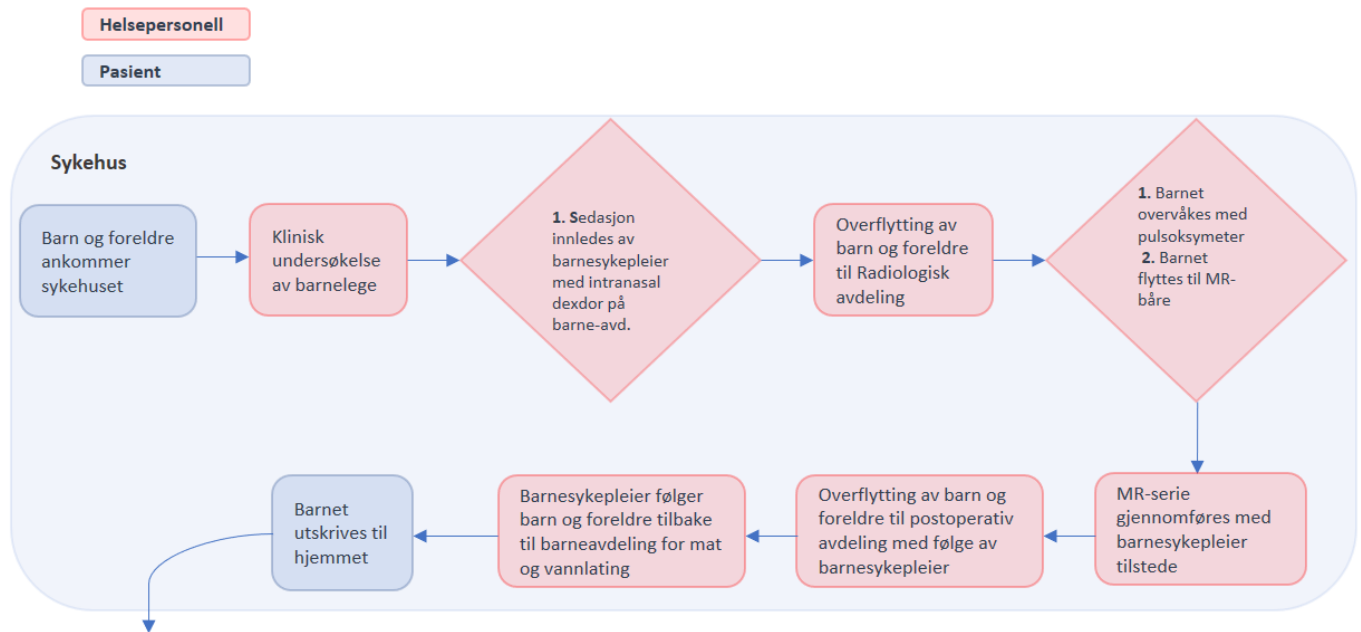 Helsepersonell
Pasient
Sykehus
Barn og foreldre
ankommer
sykehuset
Klinisk
undersøkelse
av barnelege
1. Sedasjon
innledes av
barnesykepleier
med intranasal
dexdor på
barne-avd.
Overflytting av
barn og foreldre
til Radiologisk
avdeling
1. Barnet
overvåkes med
pulsoksymeter
2. Barnet
flyttes til MR-
båre
MR-serie
gjennomføres med
barnesykepleier
tilstede
Overflytting av barn og
foreldre til postoperativ
avdeling med følge av
barnesykepleier
Barnesykepleier følger
barn og foreldre tilbake
til barneavdeling for mat
og vannlating
Barnet
utskrives til
hjemmet